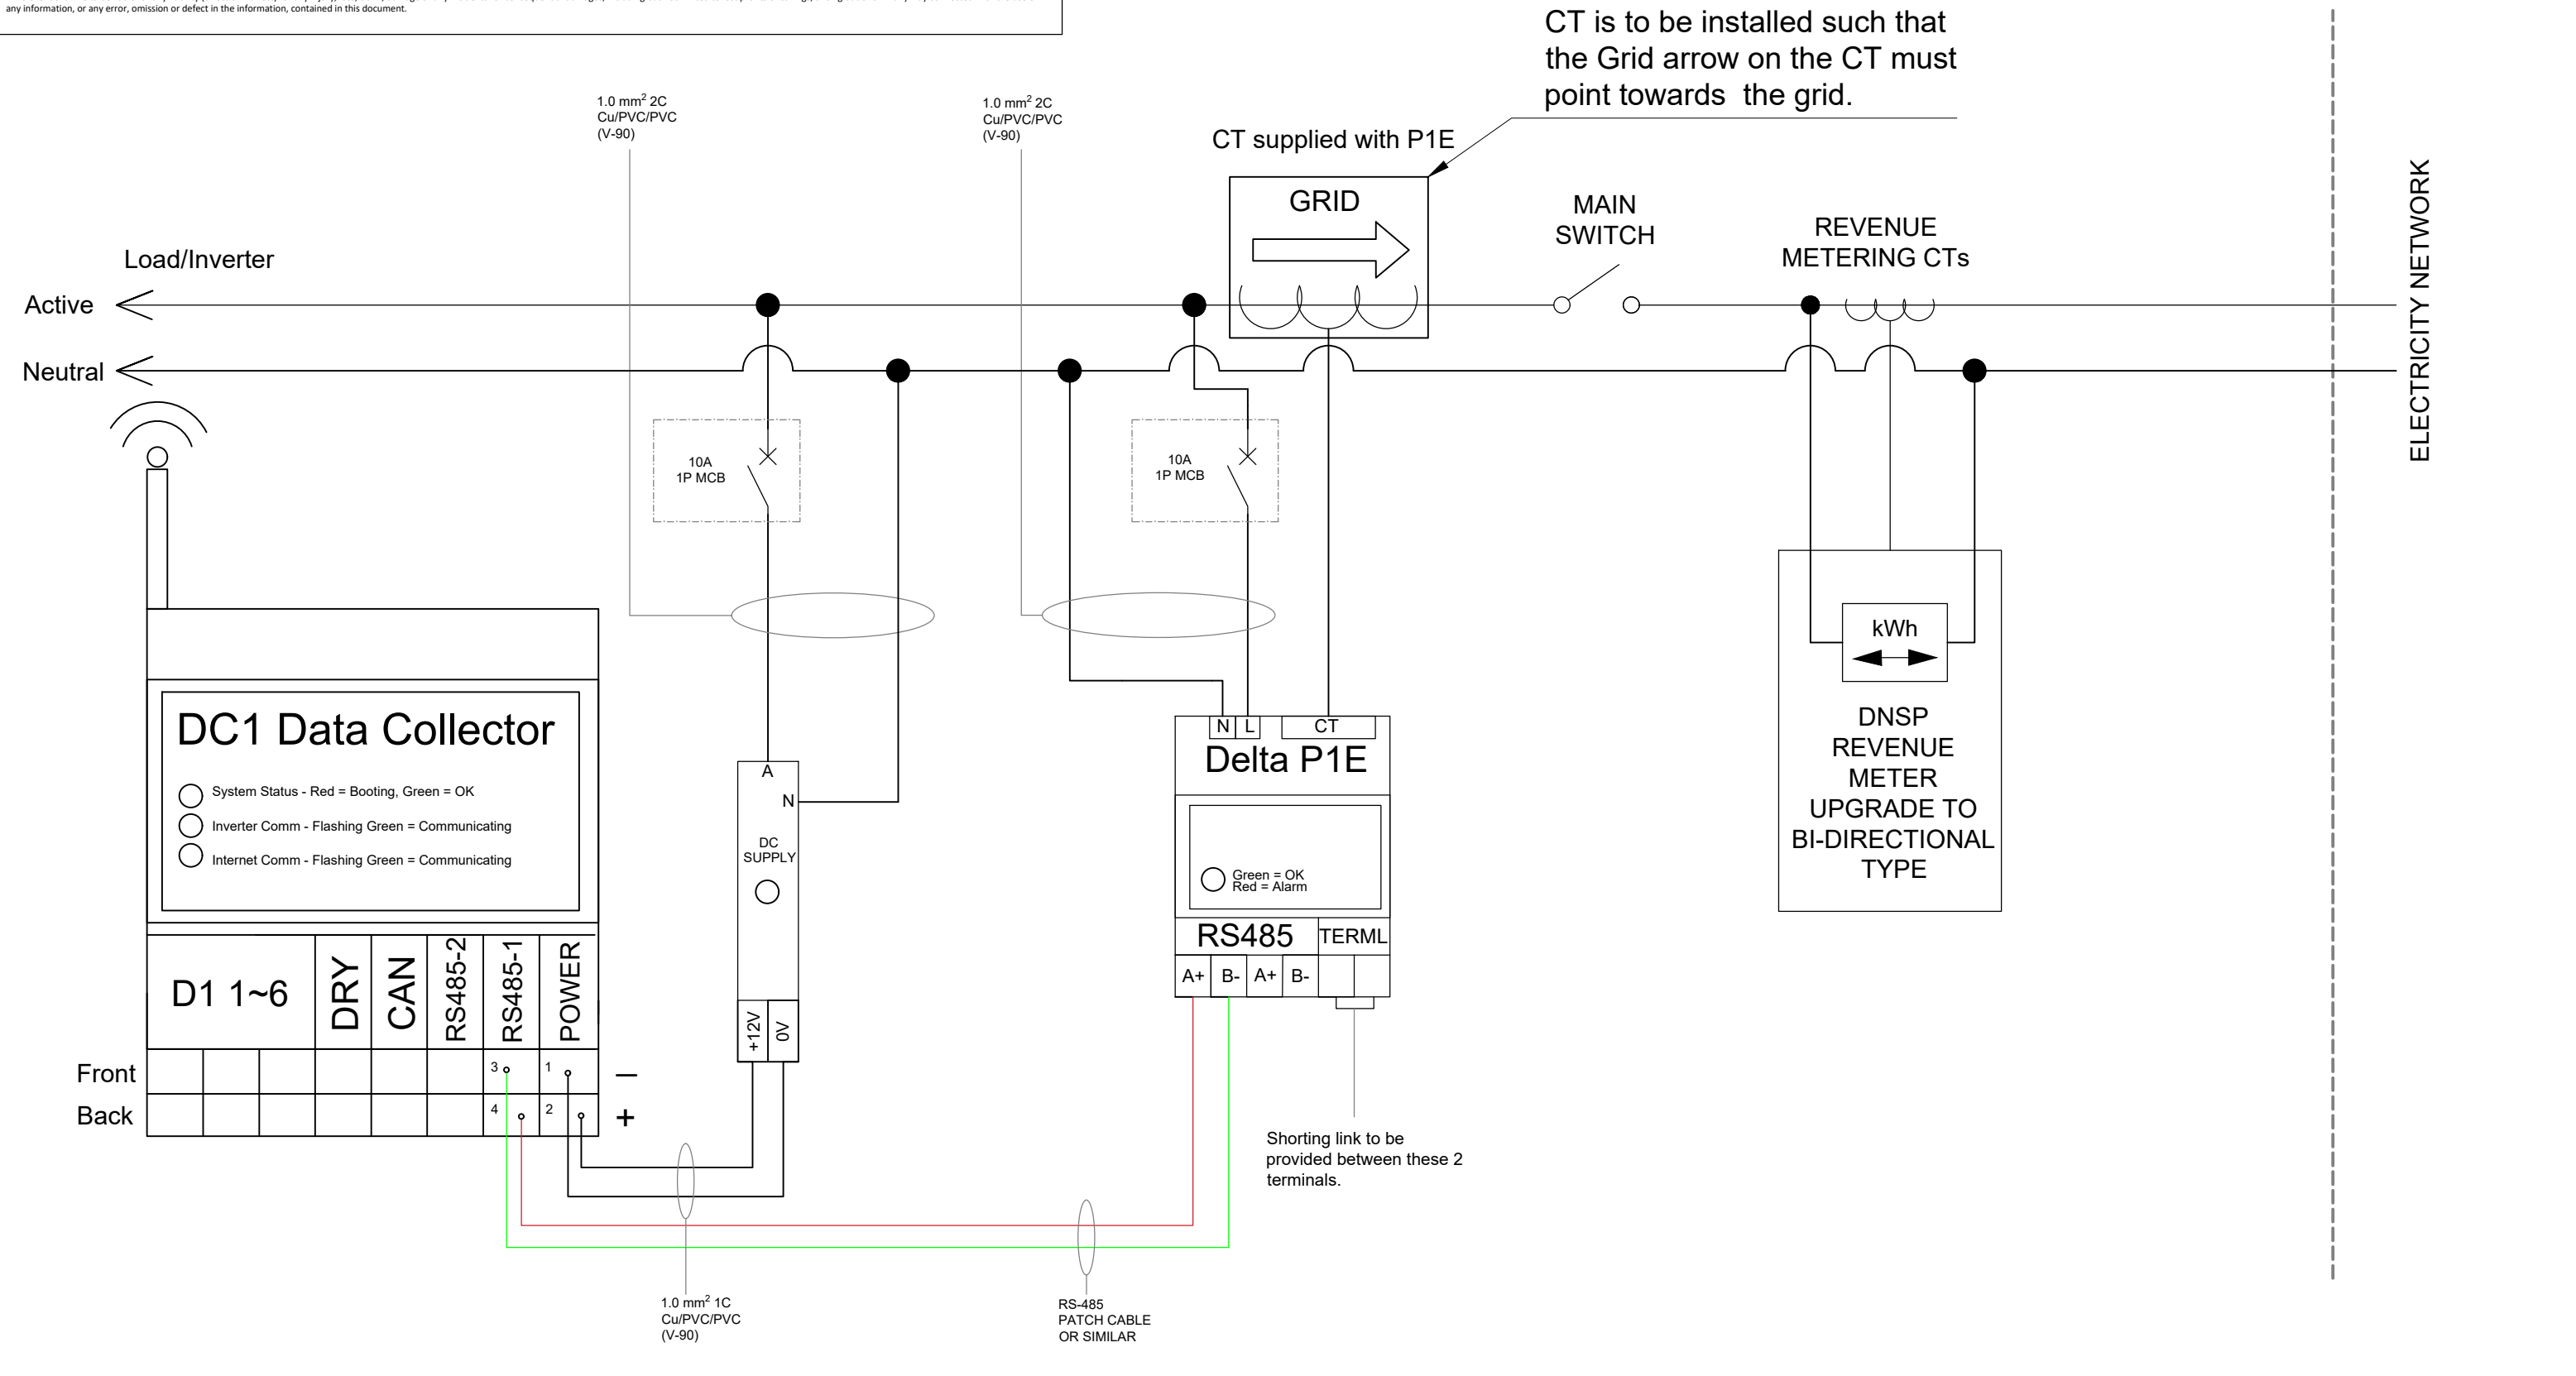 any information, or any error, omission or defect in the information, contained in this document.
CT is to be installed such that
the Grid arrow on the CT must
point towards the grid.
1.0 mm² 2C
Cu/PVC/PVC
(V-90)
1.0 mm² 2C
Cu/PVC/PVC
(V-90)
CT supplied with P1E
GRID
MAIN
SWITCH
REVENUE
METERING CTs
ELECTRICITY NETWORK
Load/Inverter
Active
Neutral
10A
1P MCB
10A
1P MCB
kWh
DNSP
REVENUE
METER
UPGRADE TO
BI-DIRECTIONAL
TYPE
DC1 Data Collector
System Status - Red = Booting, Green = OK
Inverter Comm - Flashing Green = Communicating
Internet Comm - Flashing Green = Communicating
D1 1~6
DRY
CAN
RS485-2
RS485-1
POWER
Front
3
1
–
Back
4
2
+
A
N
DC
SUPPLY
+12V
0V
N
L
CT
Delta P1E
Green = OK
Red = Alarm
RS485
TERML
A+
B-
A+
B-
Shorting link to be
provided between these 2
terminals.
1.0 mm² 1C
Cu/PVC/PVC
(V-90)
RS-485
PATCH CABLE
OR SIMILAR